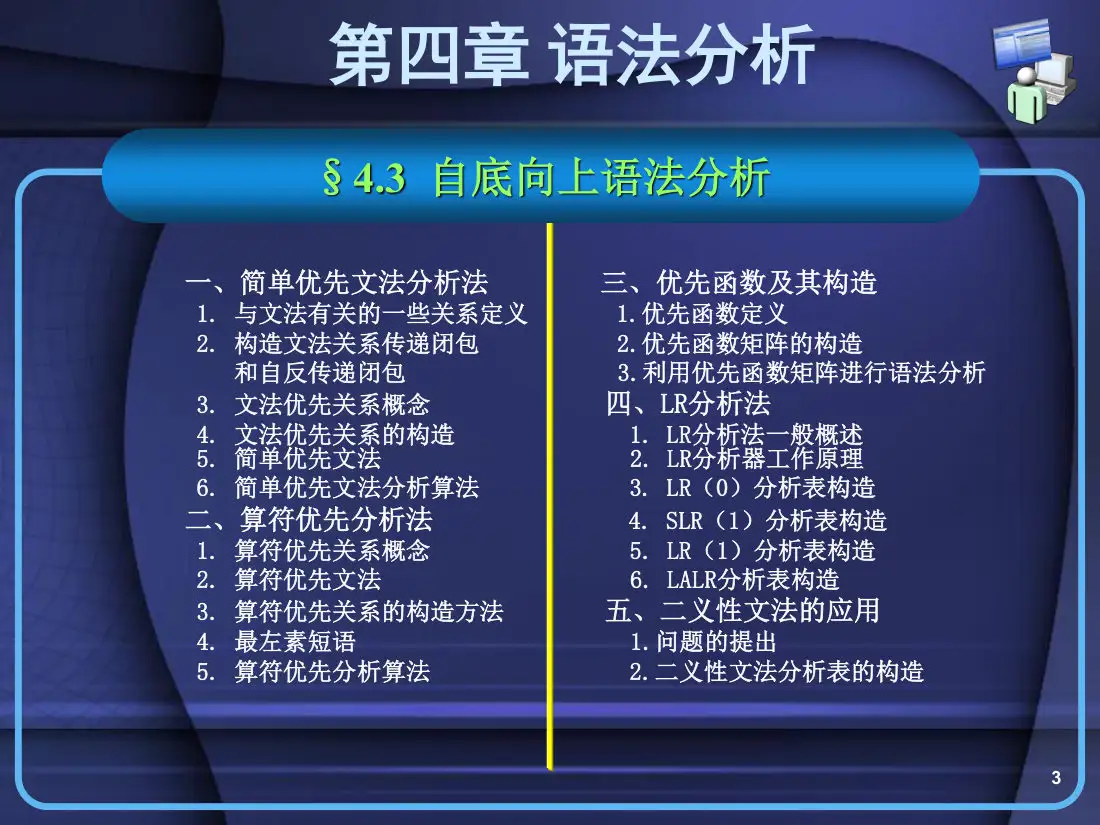 第四章 语法分析
§4.3 自底向上语法分析
一、简单优先文法分析法
1. 与文法有关的一些关系定义
2. 构造文法关系传递闭包
和自反传递闭包
3. 文法优先关系概念
4. 文法优先关系的构造
5. 简单优先文法
6. 简单优先文法分析算法
二、算符优先分析法
1. 算符优先关系概念
2. 算符优先文法
3. 算符优先关系的构造方法
4. 最左素短语
5. 算符优先分析算法
三、优先函数及其构造
1.优先函数定义
2.优先函数矩阵的构造
3.利用优先函数矩阵进行语法分析
四、LR分析法
1. LR分析法一般概述
2. LR分析器工作原理
3. LR（0）分析表构造
4. SLR（1）分析表构造
5. LR（1）分析表构造
6. LALR分析表构造
五、二义性文法的应用
1.问题的提出
2.二义性文法分析表的构造
3